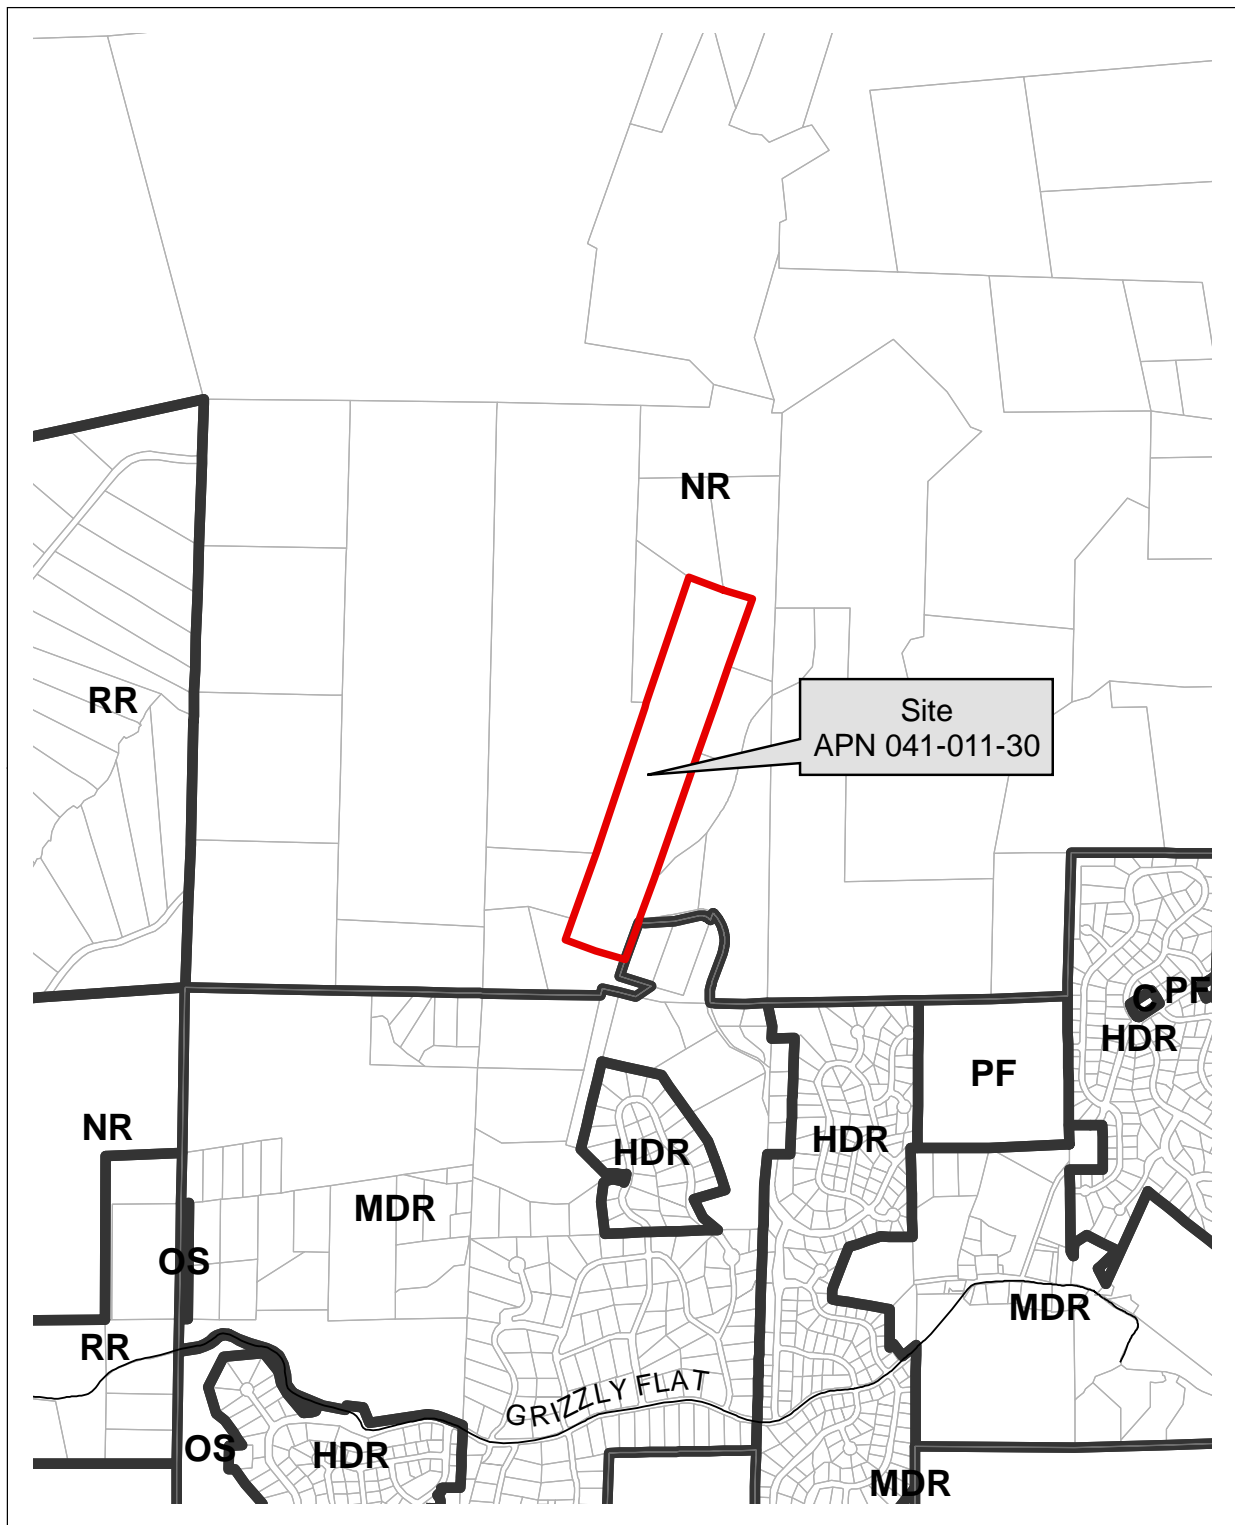 NR
RR
Site
APN 041-011-30
C
PF
HDR
PF
NR
HDR
HDR
MDR
OS
MDR
RR
GRIZZLY FLAT
OS
HDR
MDR